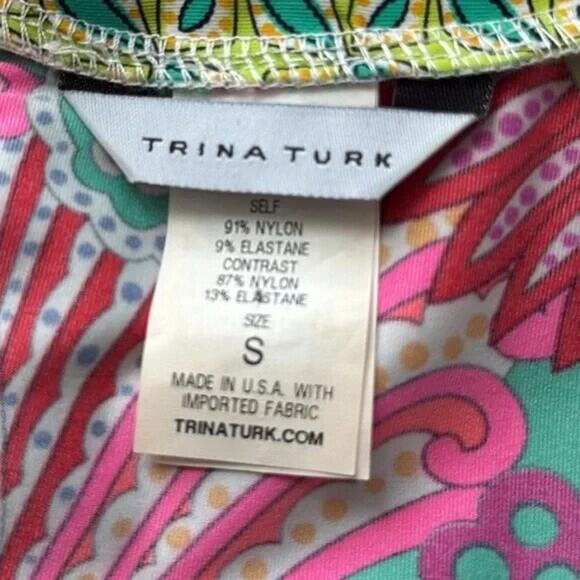 TRINA TURK
SELF
91% NYLON
9% ELASTANE
CONTRAST
87% NYLON
13% ELASTANE
SIZE
S
MADE IN U.S.A. WITH
IMPORTED FABRIC
TRINATURK.COM